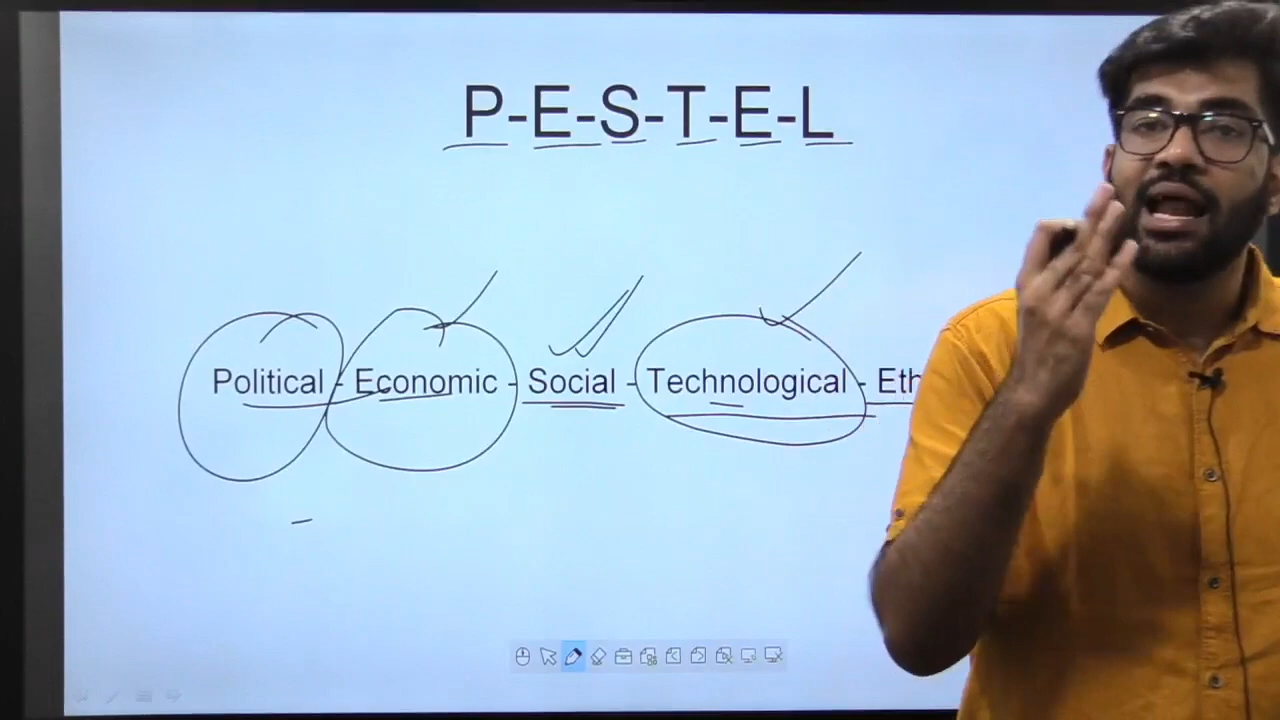 P-E-S-T-E-L
Political - Economic - Social - Technological - Eth